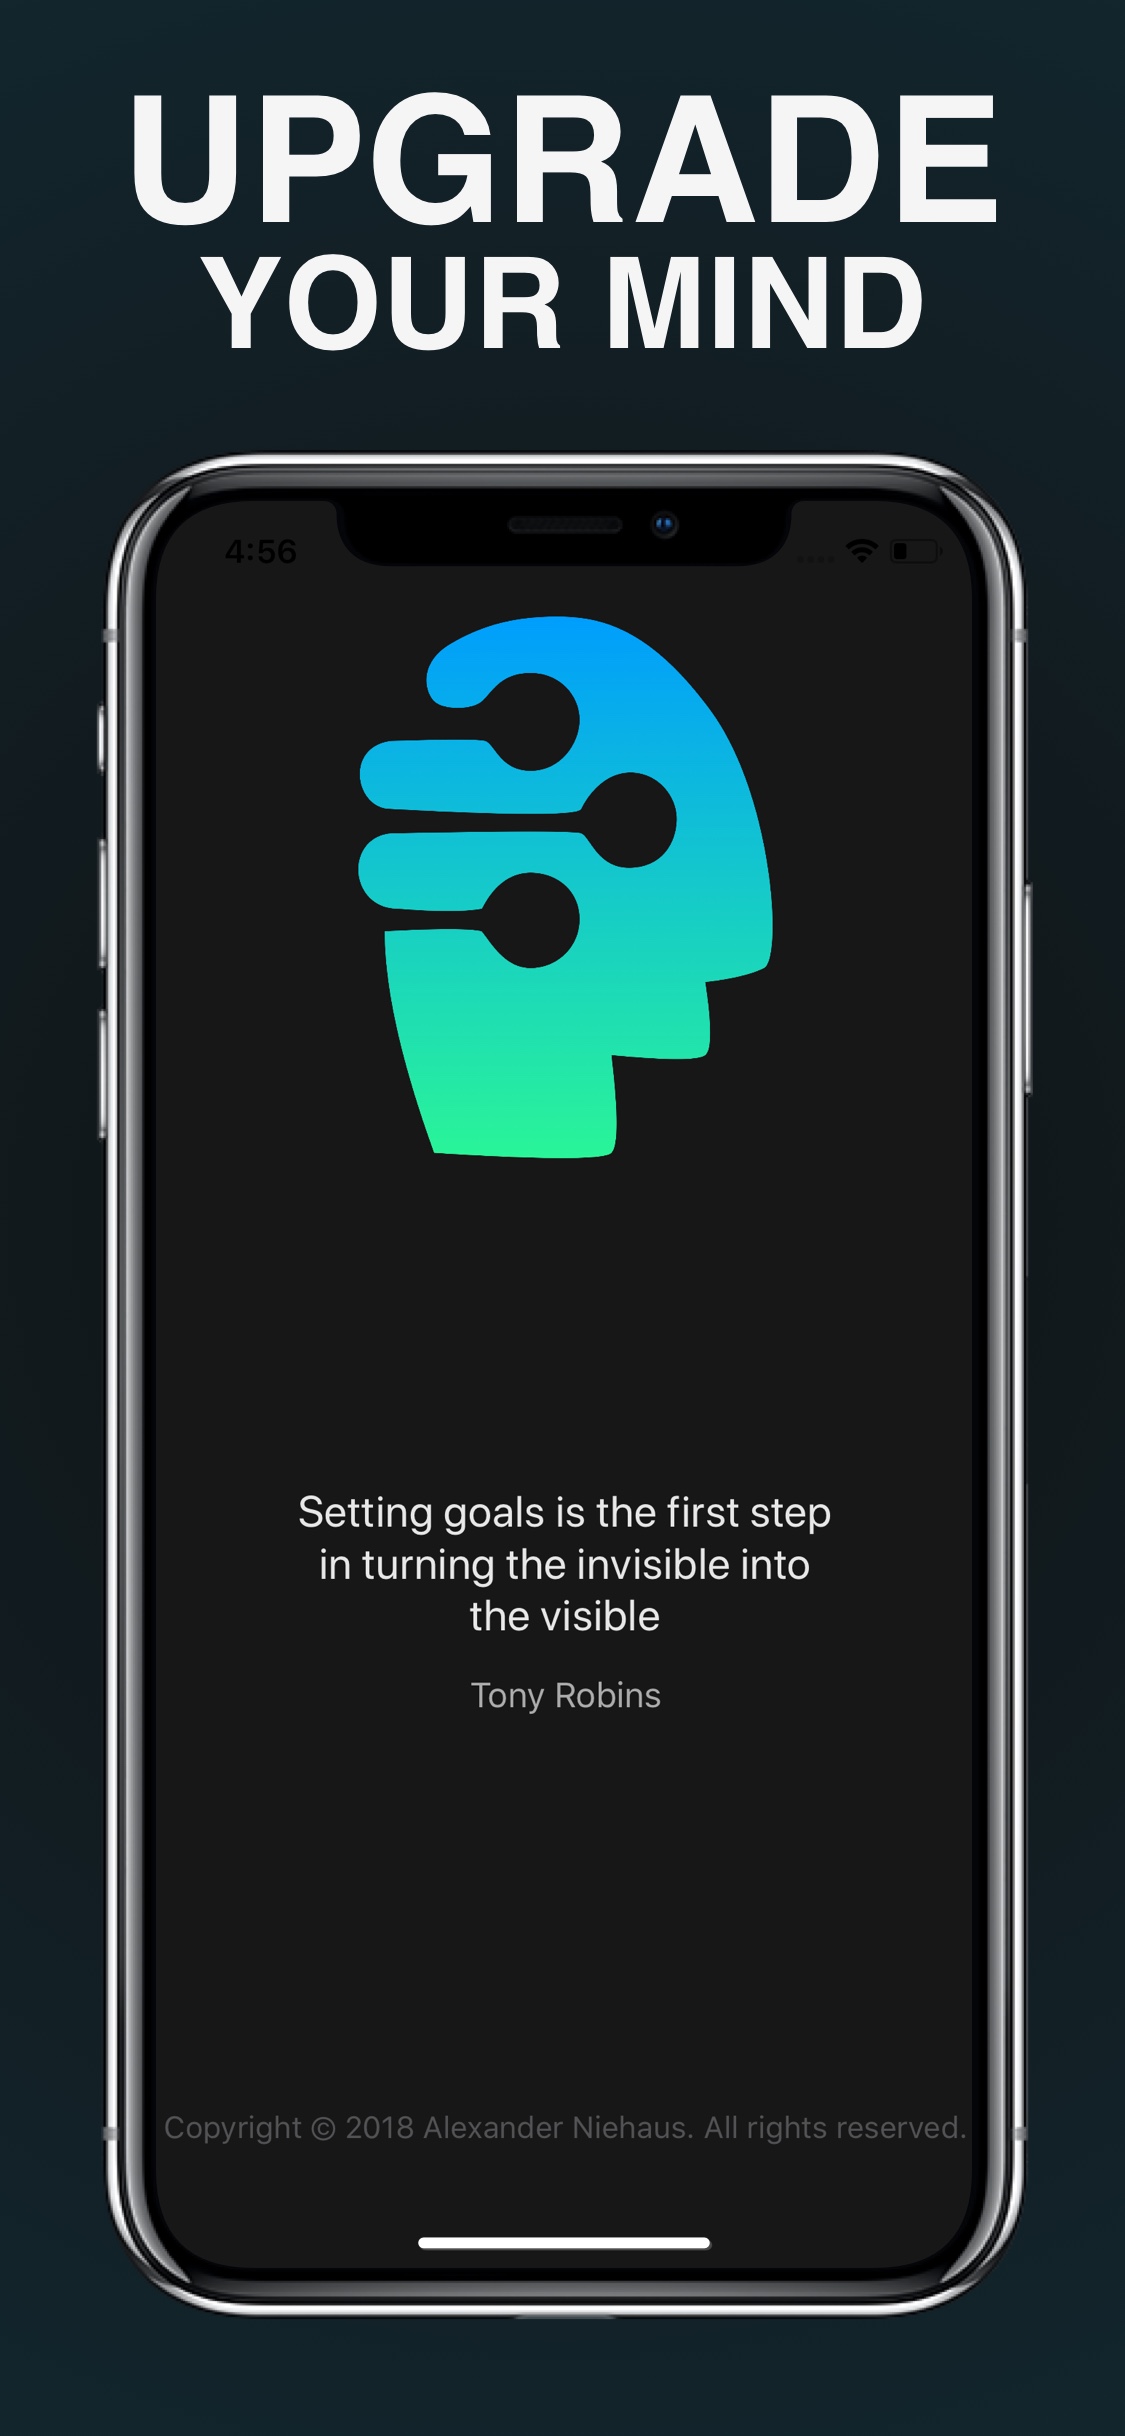 UPGRADE
YOUR MIND
4:56
Setting goals is the first step
in turning the invisible into
the visible
Tony Robins
Copyright © 2018 Alexander Niehaus. All rights reserved.